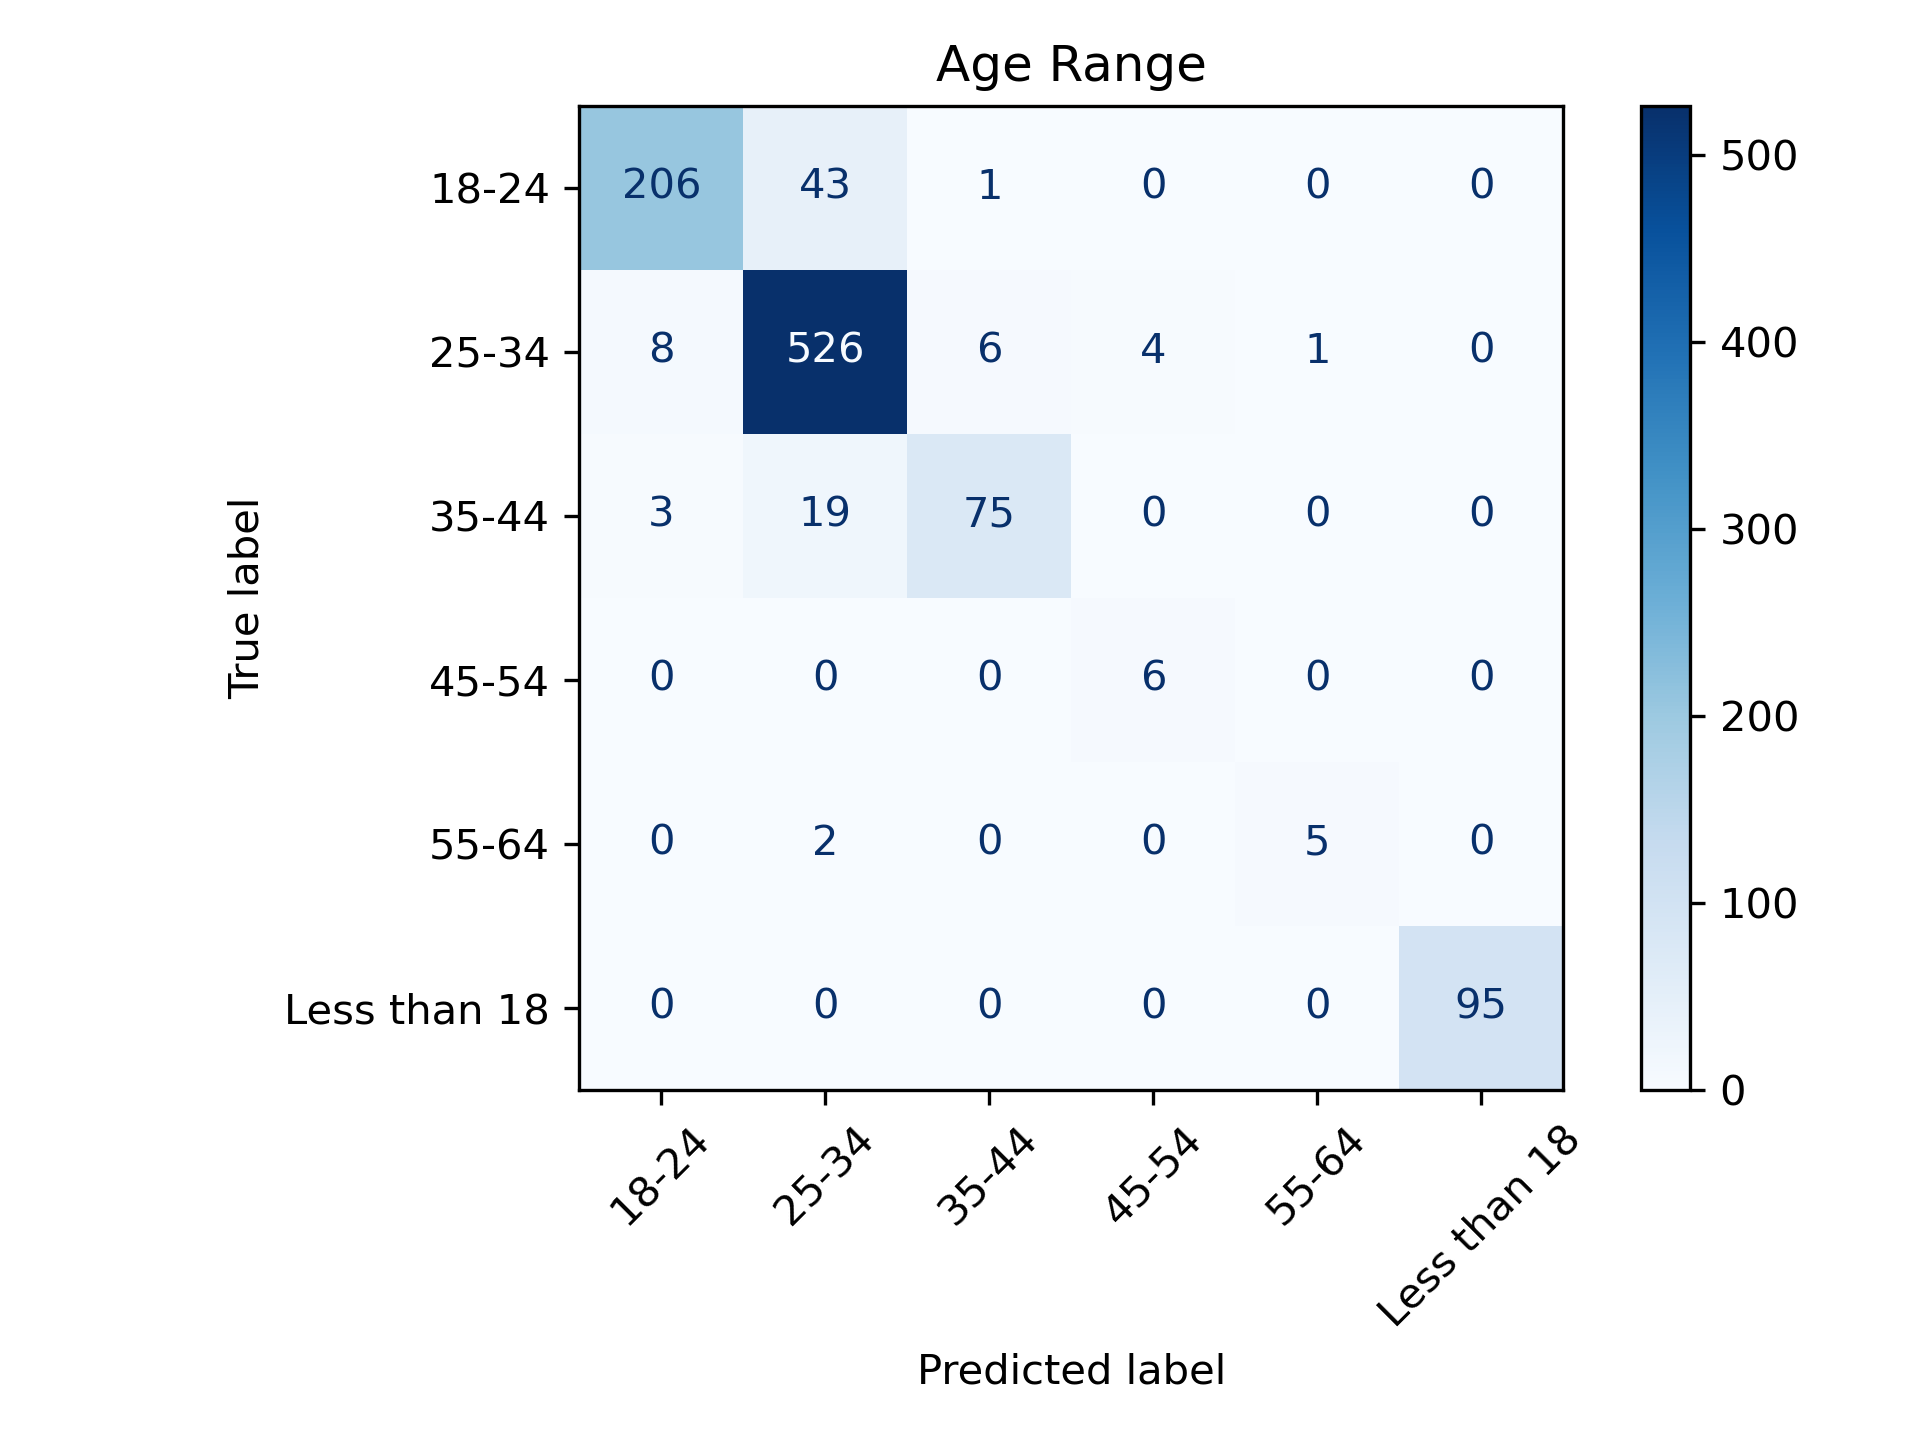 Age Range
True label
18-24 206 43 1 0 0 0
25-34 8 526 6 4 1 0
35-44 3 19 75 0 0 0
45-54 0 0 0 6 0 0
55-64 0 2 0 0 5 0
Less than 18 0 0 0 0 0 95
18-24 25-34 35-44 45-54 55-64 Less than 18
Predicted label
500
400
300
200
100
0